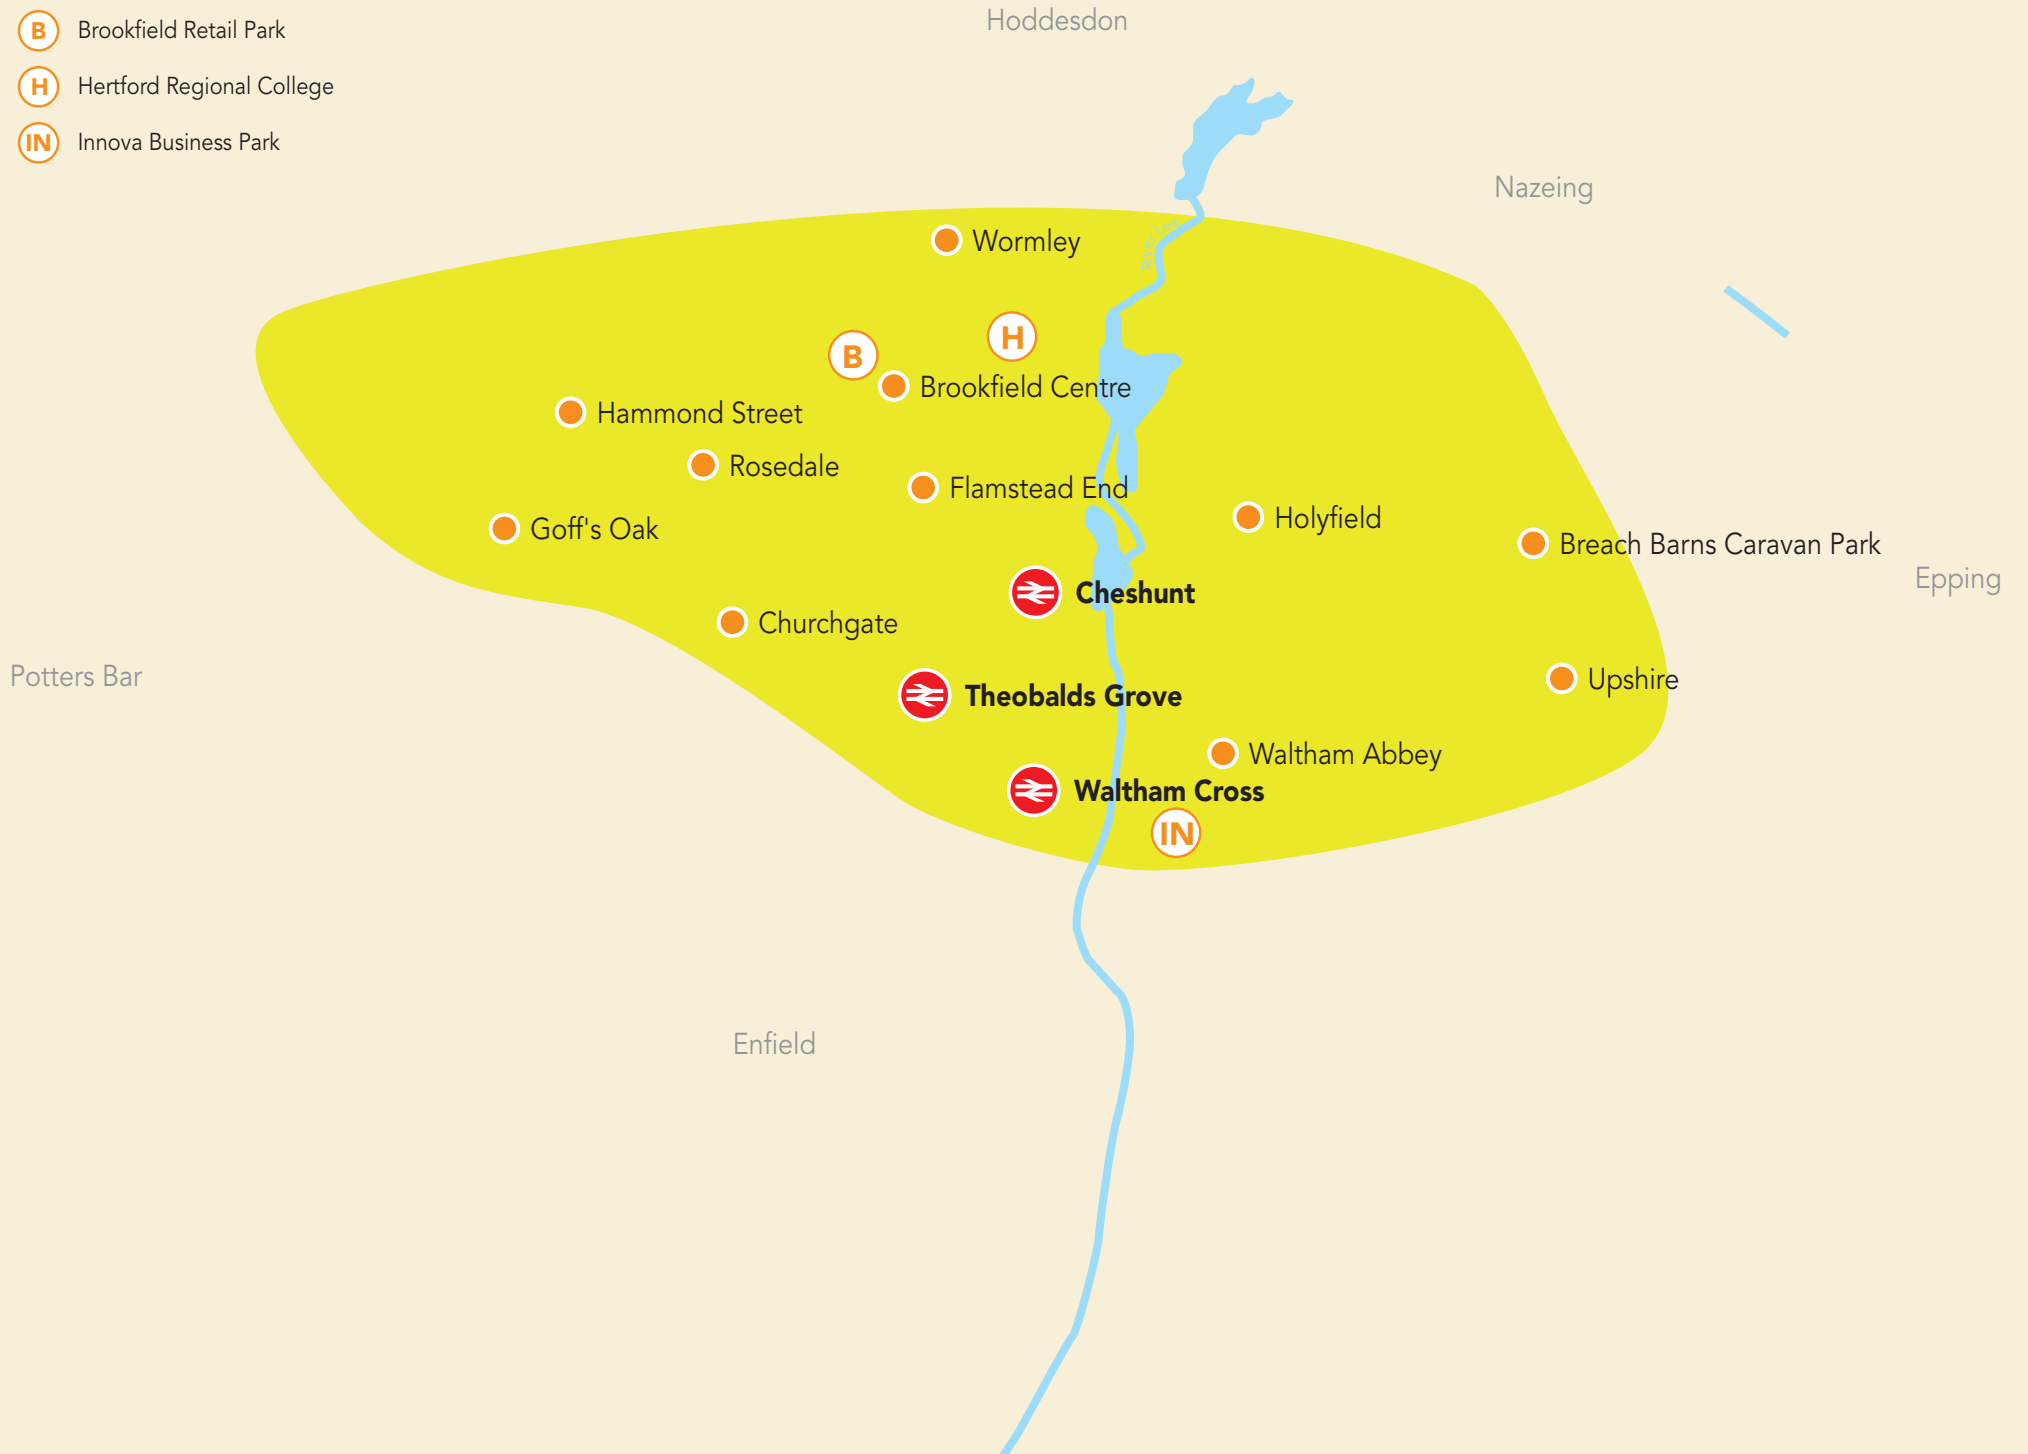 B Brookfield Retail Park
H Hertford Regional College
IN Innova Business Park
Hoddesdon
Nazeing
River Lee
Wormley
H
B
Brookfield Centre
Hammond Street
Rosedale
Flamstead End
Holyfield
Goff's Oak
Breach Barns Caravan Park
Epping
Cheshunt
Churchgate
Potters Bar
Upshire
Theobalds Grove
Waltham Abbey
Waltham Cross
IN
Enfield